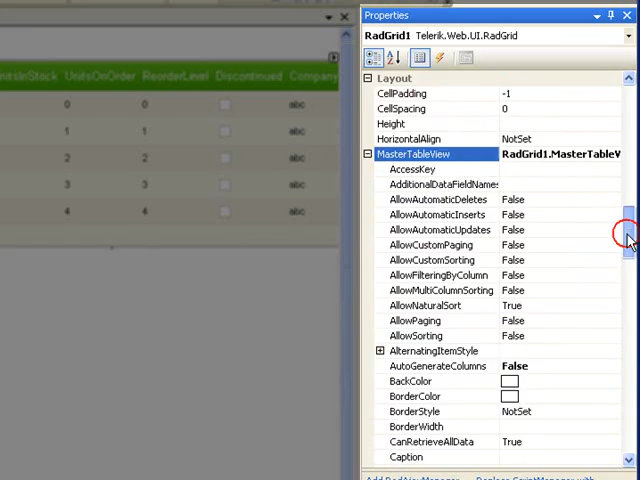 Properties
RadGrid1 Telerik.Web.UI.RadGrid
Layout
CellPadding -1
CellSpacing 0
Height
HorizontalAlign NotSet
MasterTableView RadGrid1.MasterTableV
AccessKey
AdditionalDataFieldNames
AllowAutomaticDeletes False
AllowAutomaticInserts False
AllowAutomaticUpdates False
AllowCustomPaging False
AllowCustomSorting False
AllowFilteringByColumn False
AllowMultiColumnSorting False
AllowNaturalSort True
AllowPaging False
AllowSorting False
AlternatingItemStyle
AutoGenerateColumns False
BackColor
BorderColor
BorderStyle NotSet
BorderWidth
CanRetrieveAllData True
Caption
nitsInStock UnitsOnOrder ReorderLevel Discontinued Company
0 0 abc
1 1 abc
2 2 abc
3 3 abc
4 4 abc